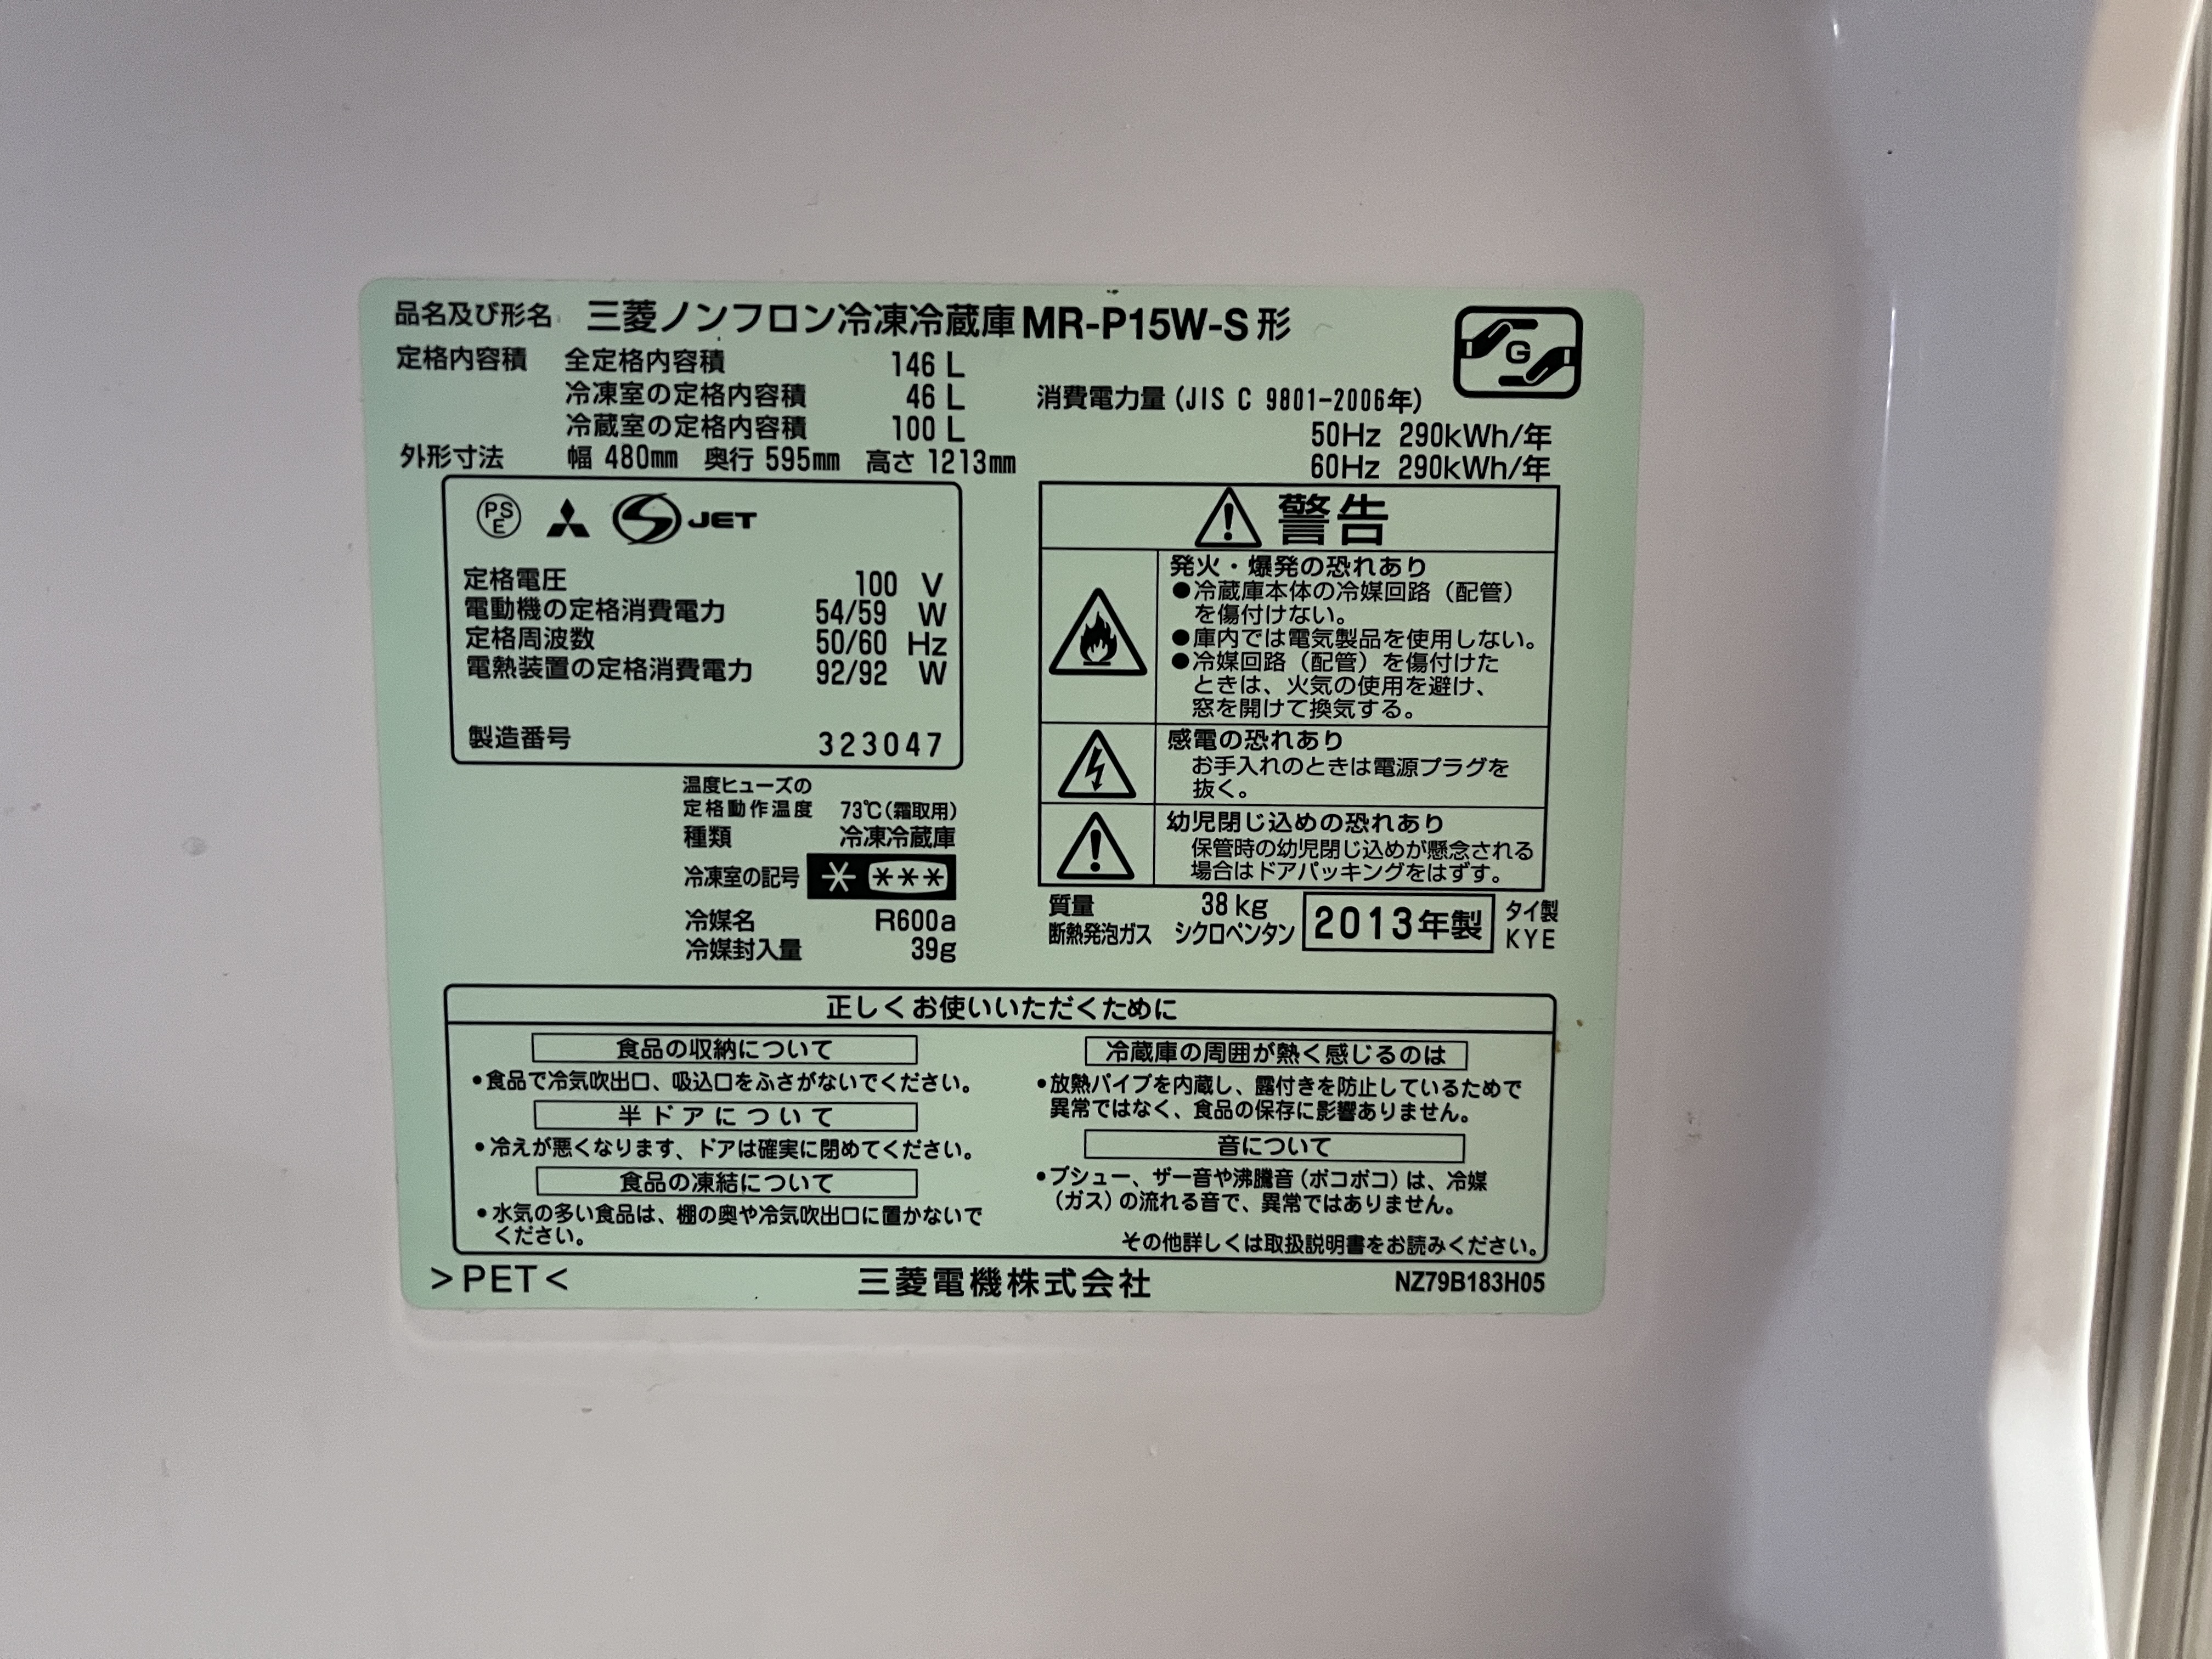 品名及び形名 三菱ノンフロン冷凍冷蔵庫MR-P15W-S形
G
定格内容積 全定格内容積 146 L
冷凍室の定格内容積 46 L
冷蔵室の定格内容積 100 L
外形寸法 幅 480mm 奥行 595mm 高さ 1213mm
消費電力量(JIS C 9801-2006年)
50Hz 290kWh/年
60Hz 290kWh/年
PSE JET
定格電圧 100 V
電動機の定格消費電力 54/59 W
定格周波数 50/60 Hz
電熱装置の定格消費電力 92/92 W
製造番号 323047
温度ヒューズの
定格動作温度 73℃(霜取用)
種類 冷凍冷蔵庫
冷凍室の記号 * ***
冷媒名 R600a
冷媒封入量 39g
警告
発火・爆発の恐れあり
●冷蔵庫本体の冷媒回路(配管)
を傷付けない。
●庫内では電気製品を使用しない。
●冷媒回路(配管)を傷付けた
ときは、火気の使用を避け、
窓を開けて換気する。
感電の恐れあり
お手入れのときは電源プラグを
抜く。
幼児閉じ込めの恐れあり
保管時の幼児閉じ込めが懸念される
場合はドアパッキングをはずす。
質量 38kg
断熱発泡ガス シクロペンタン
2013年製
タイ製
KYE
正しくお使いいただくために
食品の収納について
•食品で冷気吹出口、吸込口をふさがないでください。
半ドアについて
•冷えが悪くなります、ドアは確実に閉めてください。
食品の凍結について
•水気の多い食品は、棚の奥や冷気吹出口に置かないで
ください。
冷蔵庫の周囲が熱く感じるのは
•放熱パイプを内蔵し、露付きを防止しているためで
異常ではなく、食品の保存に影響ありません。
音について
•プシュー、ザー音や沸騰音(ボコボコ)は、冷媒
(ガス)の流れる音で、異常ではありません。
その他詳しくは取扱説明書をお読みください。
>PET< 三菱電機株式会社 NZ79B183H05